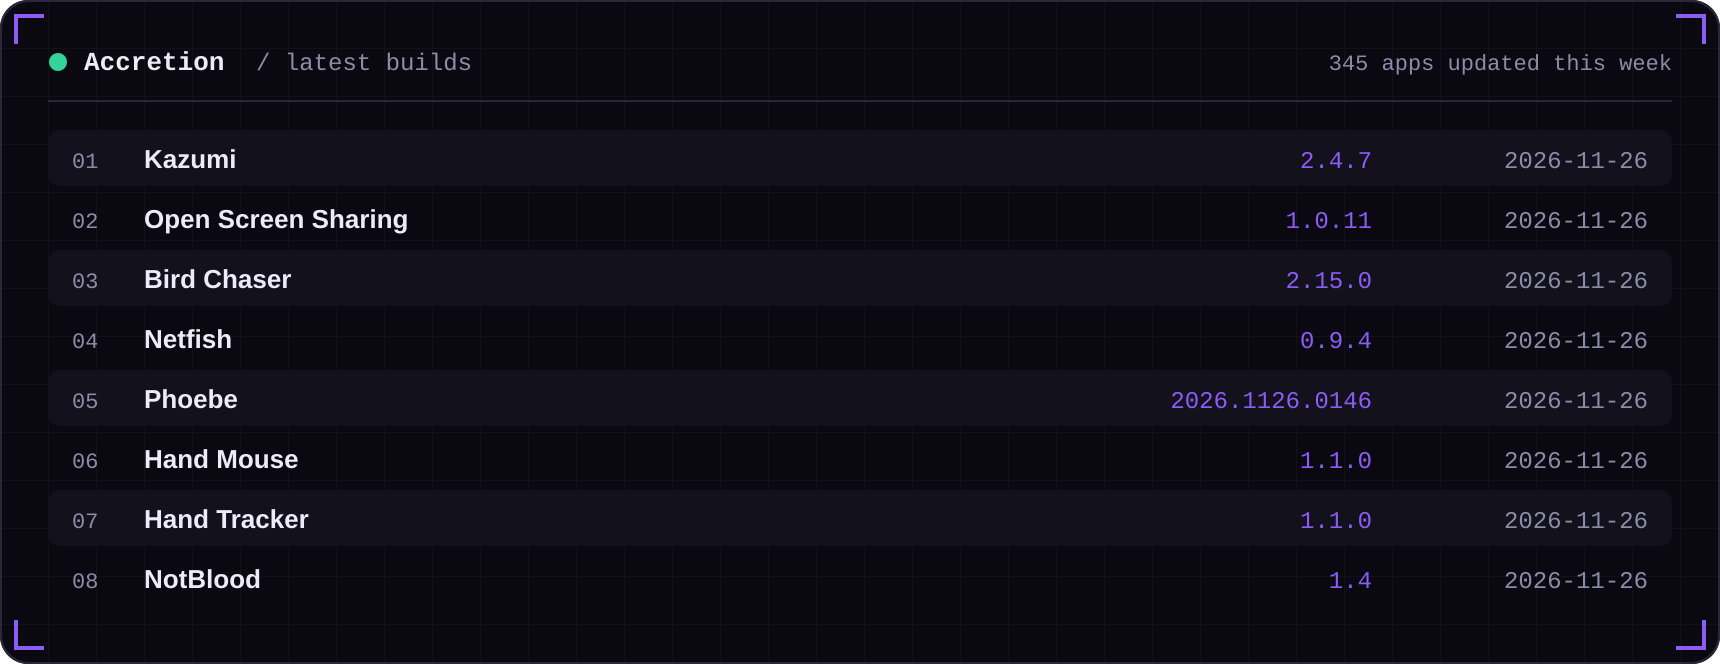 Accretion / latest builds 345 apps updated this week
01 Kazumi 2.4.7 2026-11-26
02 Open Screen Sharing 1.0.11 2026-11-26
03 Bird Chaser 2.15.0 2026-11-26
04 Netfish 0.9.4 2026-11-26
05 Phoebe 2026.1126.0146 2026-11-26
06 Hand Mouse 1.1.0 2026-11-26
07 Hand Tracker 1.1.0 2026-11-26
08 NotBlood 1.4 2026-11-26